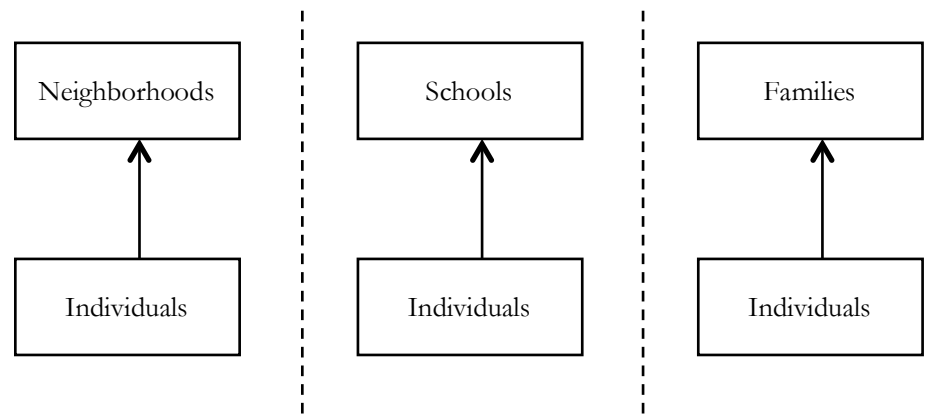 Neighborhoods
Schools
Families
Individuals
Individuals
Individuals